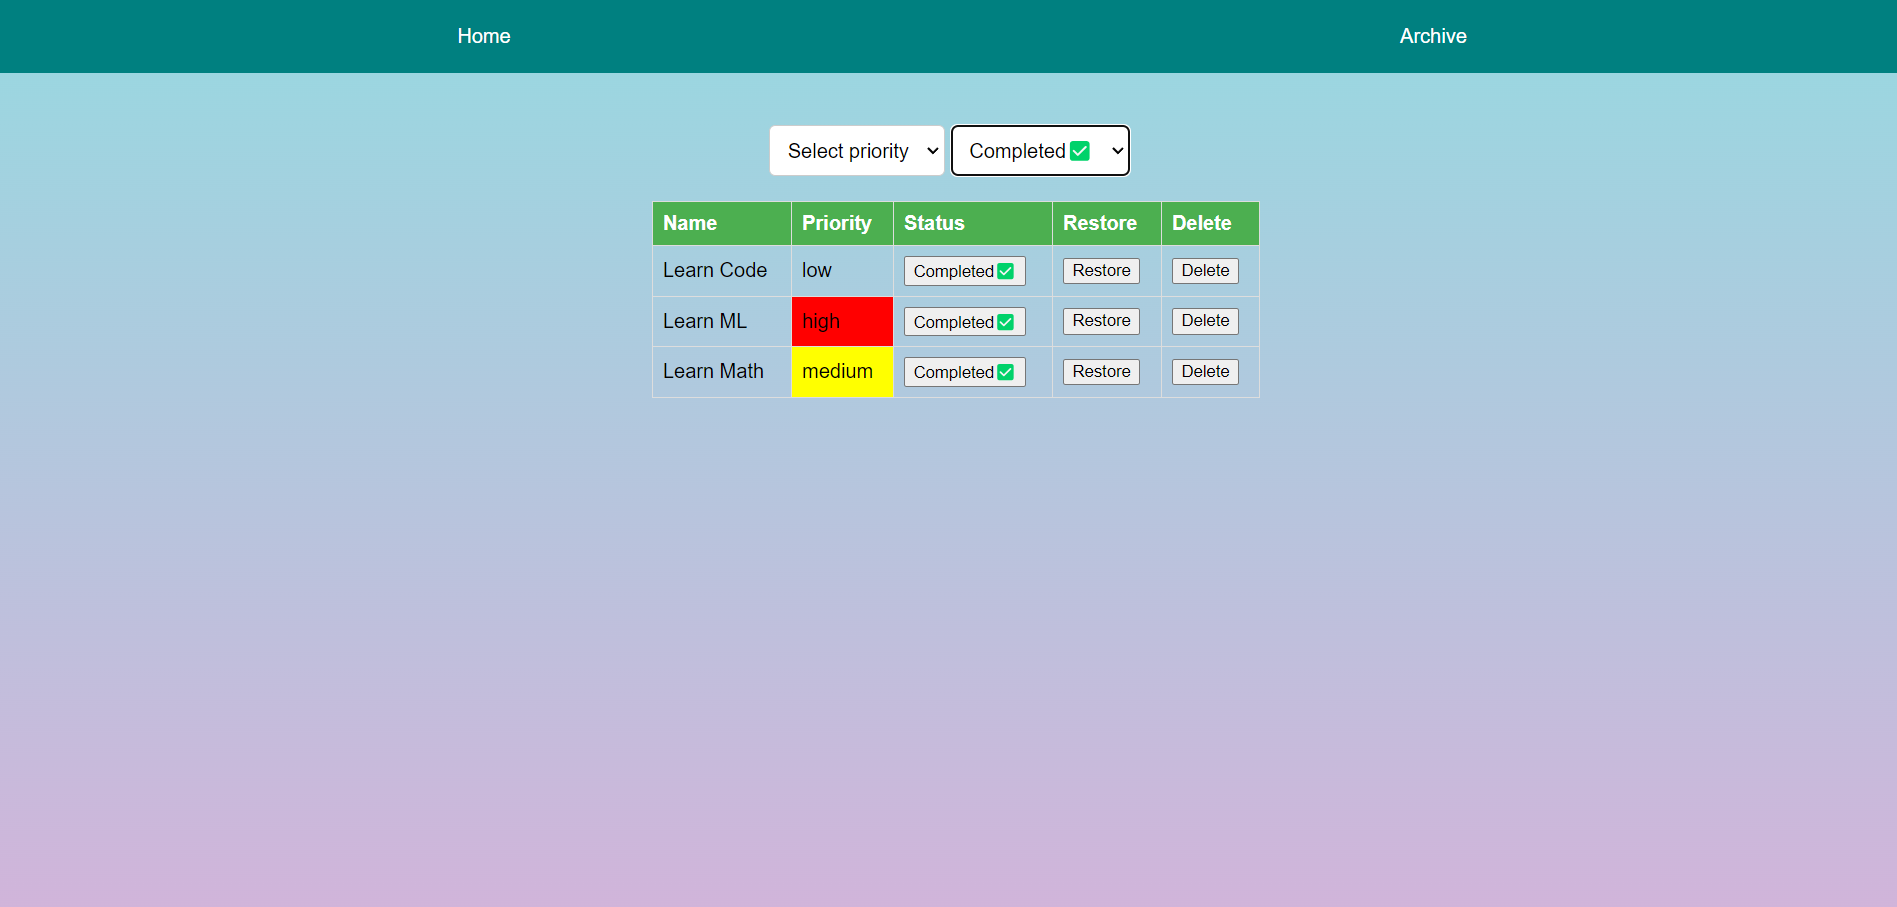 Home Archive
Select priority Completed✅
Name Priority Status Restore Delete
Learn Code low Completed✅ Restore Delete
Learn ML high Completed✅ Restore Delete
Learn Math medium Completed✅ Restore Delete